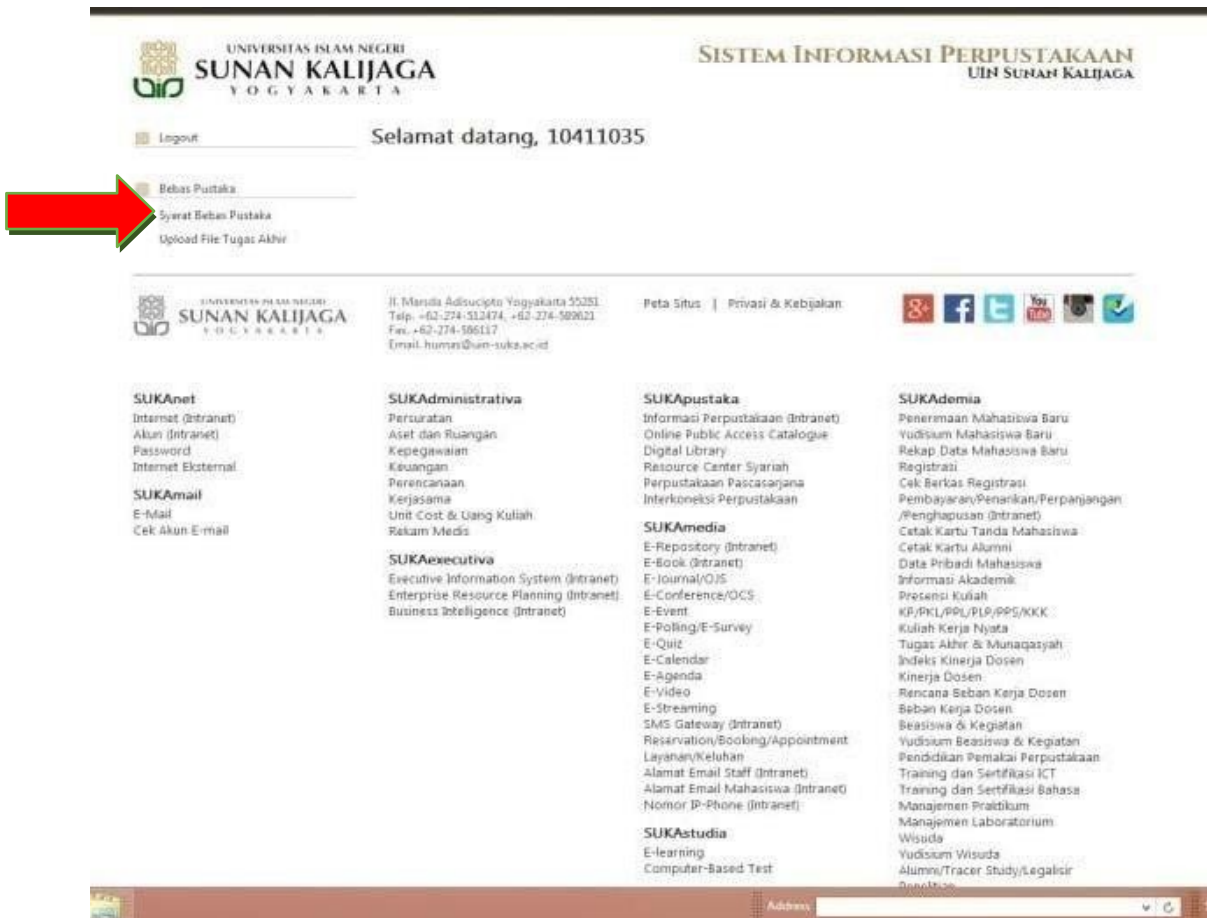 UNIVERSITAS ISLAM NEGERI
SUNAN KALIJAGA
YOGYAKARTA
SISTEM INFORMASI PERPUSTAKAAN
UIN SUNAN KALIJAGA
Logout
Selamat datang, 10411035
Bebas Pustaka
Syarat Bebas Pustaka
Upload File Tugas Akhir
UNIVERSITAS ISLAM NEGERI
SUNAN KALIJAGA
YOGYAKARTA
Jl. Marsda Adisucipto Yogyakarta 55281
Telp. +62-274-512474, +62-274-589621
Fax. +62-274-586117
Email. humas@uin-suka.ac.id
Peta Situs | Privasi & Kebijakan
You
Tube
SUKAnet
Internet (Intranet)
Akun (Intranet)
Password
Internet Eksternal
SUKAmail
E-Mail
Cek Akun E-mail
SUKAdministrativa
Persuratan
Aset dan Ruangan
Kepegawaian
Keuangan
Perencanaan
Kerjasama
Unit Cost & Uang Kuliah
Rekam Medis
SUKAexecutiva
Executive Information System (Intranet)
Enterprise Resource Planning (Intranet)
Business Intelligence (Intranet)
SUKApustaka
Informasi Perpustakaan (Intranet)
Online Public Access Catalogue
Digital Library
Resource Center Syariah
Perpustakaan Pascasarjana
Interkoneksi Perpustakaan
SUKAmedia
E-Repository (Intranet)
E-Book (Intranet)
E-Journal/OJS
E-Conference/OCS
E-Event
E-Polling/E-Survey
E-Quiz
E-Calendar
E-Agenda
E-Video
E-Streaming
SMS Gateway (Intranet)
Reservation/Booking/Appointment
Layanan/Keluhan
Alamat Email Staff (Intranet)
Alamat Email Mahasiswa (Intranet)
Nomor IP-Phone (Intranet)
SUKAstudia
E-learning
Computer-Based Test
SUKAdemia
Penerimaan Mahasiswa Baru
Yudisium Mahasiswa Baru
Rekap Data Mahasiswa Baru
Registrasi
Cek Berkas Registrasi
Pembayaran/Penarikan/Perpanjangan
/Penghapusan (Intranet)
Cetak Kartu Tanda Mahasiswa
Cetak Kartu Alumni
Data Pribadi Mahasiswa
Informasi Akademik
Presensi Kuliah
KP/PKL/PPL/PLP/PPS/KKK
Kuliah Kerja Nyata
Tugas Akhir & Munaqasyah
Indeks Kinerja Dosen
Kinerja Dosen
Rencana Beban Kerja Dosen
Beban Kerja Dosen
Beasiswa & Kegiatan
Yudisium Beasiswa & Kegiatan
Pendidikan Pemakai Perpustakaan
Training dan Sertifikasi ICT
Training dan Sertifikasi Bahasa
Manajemen Praktikum
Manajemen Laboratorium
Wisuda
Yudisium Wisuda
Alumni/Tracer Study/Legalisir
Penelitian
Address